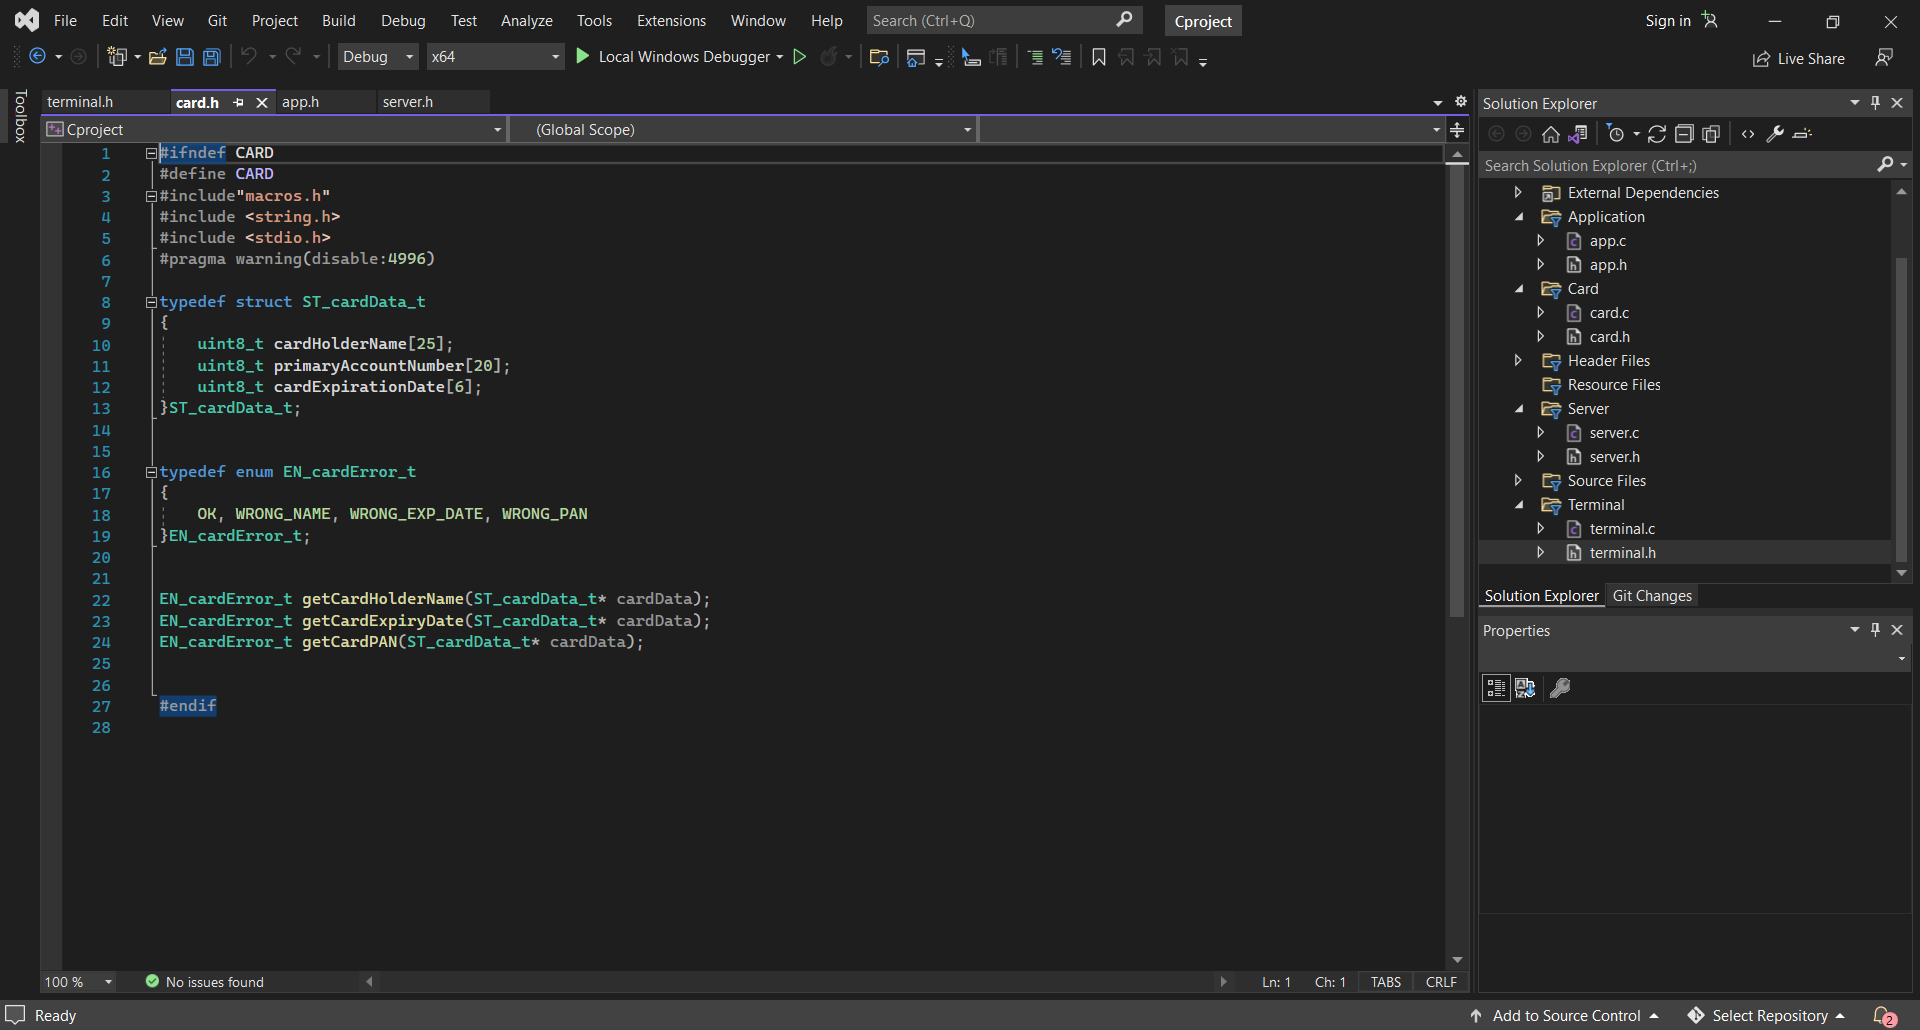 File Edit View Git Project Build Debug Test Analyze Tools Extensions Window Help Search (Ctrl+Q) Cproject Sign in
Debug x64 Local Windows Debugger Live Share
Toolbox
terminal.h card.h app.h server.h
Cproject (Global Scope)
1 #ifndef CARD
2 #define CARD
3 #include"macros.h"
4 #include <string.h>
5 #include <stdio.h>
6 #pragma warning(disable:4996)
7
8 typedef struct ST_cardData_t
9 {
10 uint8_t cardHolderName[25];
11 uint8_t primaryAccountNumber[20];
12 uint8_t cardExpirationDate[6];
13 }ST_cardData_t;
14
15
16 typedef enum EN_cardError_t
17 {
18 OK, WRONG_NAME, WRONG_EXP_DATE, WRONG_PAN
19 }EN_cardError_t;
20
21
22 EN_cardError_t getCardHolderName(ST_cardData_t* cardData);
23 EN_cardError_t getCardExpiryDate(ST_cardData_t* cardData);
24 EN_cardError_t getCardPAN(ST_cardData_t* cardData);
25
26
27 #endif
28
100 % No issues found Ln: 1 Ch: 1 TABS CRLF
Solution Explorer
Search Solution Explorer (Ctrl+;)
External Dependencies
Application
app.c
app.h
Card
card.c
card.h
Header Files
Resource Files
Server
server.c
server.h
Source Files
Terminal
terminal.c
terminal.h
Solution Explorer Git Changes
Properties
Ready Add to Source Control Select Repository 2